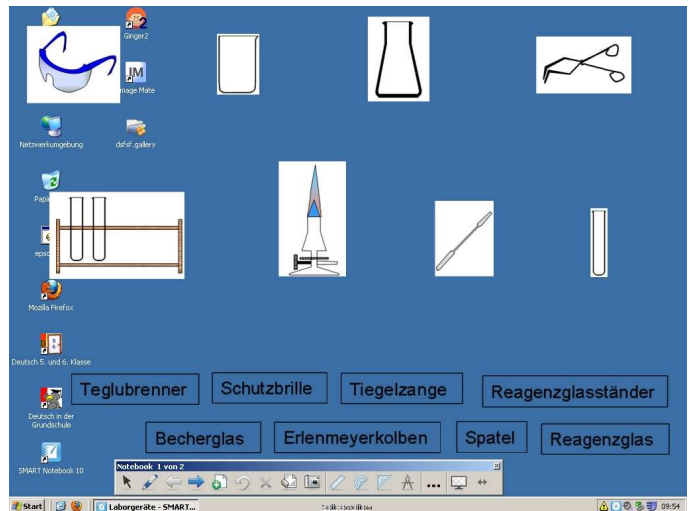 Ginger2
Image Mate
Netzwerkumgebung
dsfsf.gallery
Mozilla Firefox
Deutsch 5. und 6. Klasse
Teglubrenner
Schutzbrille
Tiegelzange
Reagenzglasständer
Deutsch in der
Grundschule
Becherglas
Erlenmeyerkolben
Spatel
Reagenzglas
SMART Notebook 10
Notebook 1 von 2
Start
Laborgeräte - SMART...
09:54